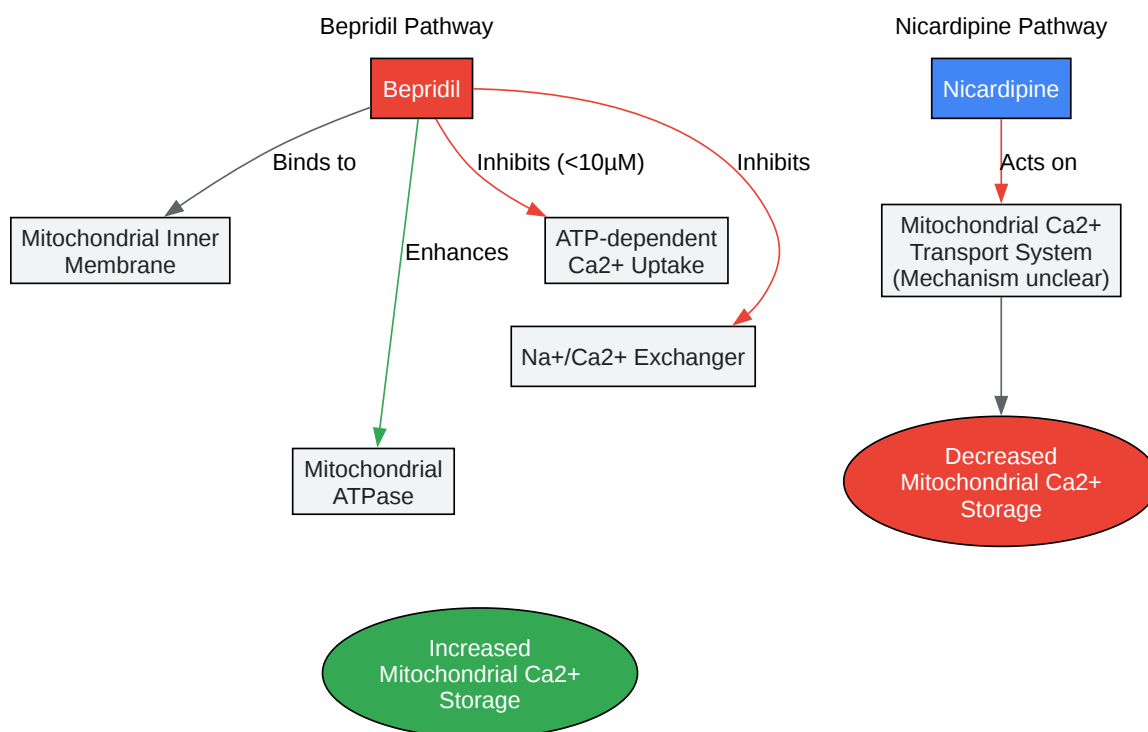 Bepridil Pathway
Nicardipine Pathway
Bepridil
Nicardipine
Binds to
Inhibits (<10µM)
Inhibits
Acts on
Mitochondrial Inner
Membrane
Enhances
ATP-dependent
Ca2+ Uptake
Mitochondrial Ca2+
Transport System
(Mechanism unclear)
Na+/Ca2+ Exchanger
Mitochondrial
ATPase
Decreased
Mitochondrial Ca2+
Storage
Increased
Mitochondrial Ca2+
Storage